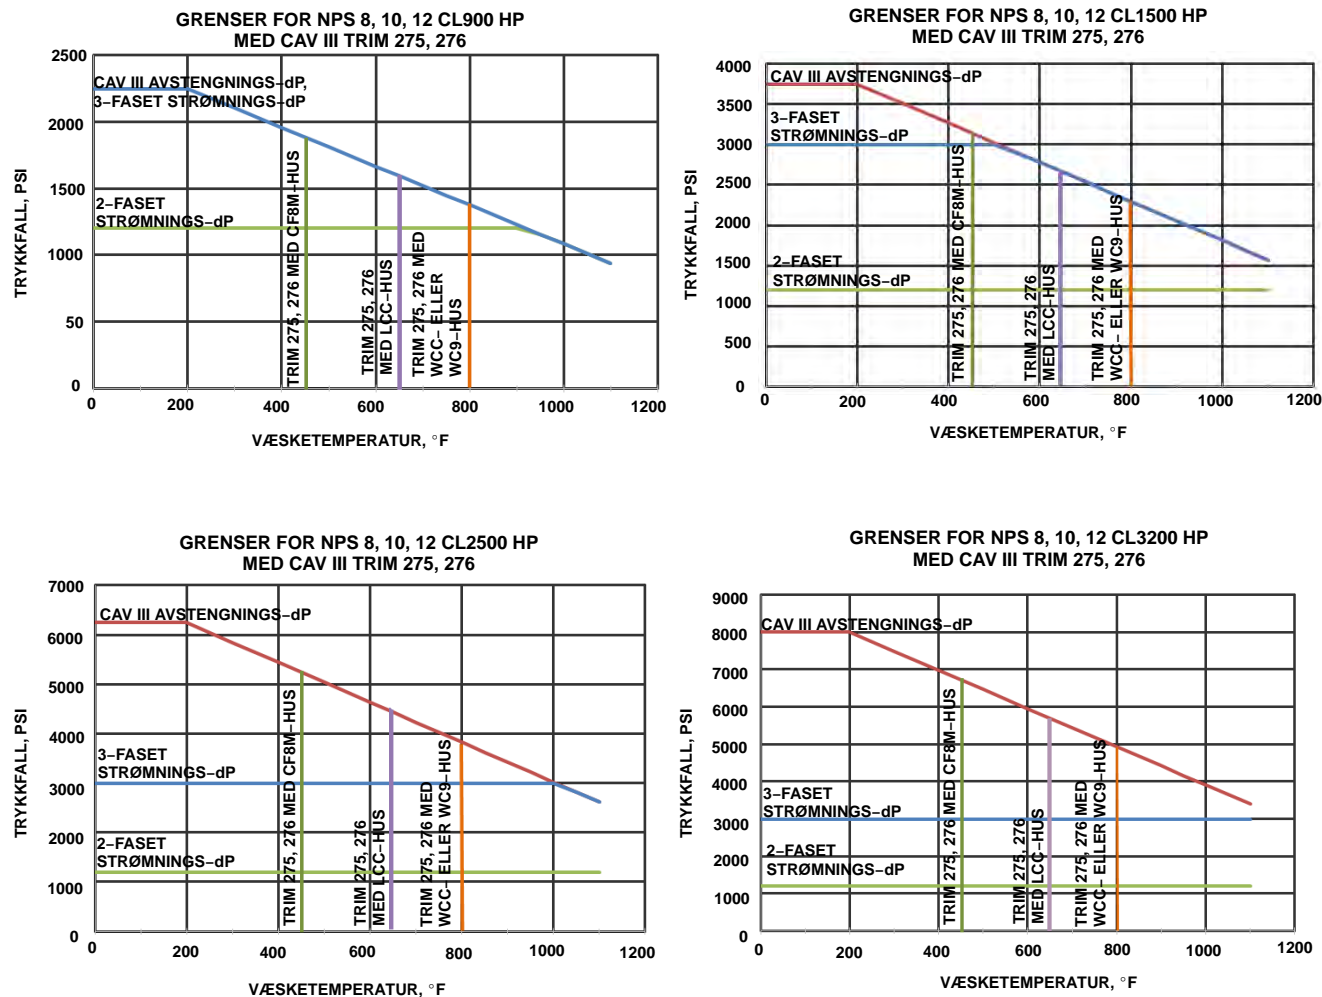 GRENSER FOR NPS 8, 10, 12 CL900 HP
MED CAV III TRIM 275, 276
2500
2000
1500
1000
50
0
TRYKKFALL, PSI
CAV III AVSTENGNINGS–dP,
3–FASET STRØMNINGS–dP
2–FASET
STRØMNINGS–dP
TRIM 275, 276 MED CF8M–HUS
TRIM 275, 276
MED LCC–HUS
TRIM 275, 276 MED
WCC– ELLER
WC9–HUS
0 200 400 600 800 1000 1200
VÆSKETEMPERATUR, °F
GRENSER FOR NPS 8, 10, 12 CL1500 HP
MED CAV III TRIM 275, 276
4000
3500
3000
2500
2000
1500
1000
500
0
TRYKKFALL, PSI
CAV III AVSTENGNINGS–dP
3–FASET
STRØMNINGS–dP
2–FASET
STRØMNINGS–dP
TRIM 275, 276 MED CF8M–HUS
TRIM 275, 276
MED LCC–HUS
TRIM 275, 276 MED
WCC– ELLER WC9–HUS
0 200 400 600 800 1000 1200
VÆSKETEMPERATUR, °F
GRENSER FOR NPS 8, 10, 12 CL2500 HP
MED CAV III TRIM 275, 276
7000
6000
5000
4000
3000
2000
1000
0
TRYKKFALL, PSI
CAV III AVSTENGNINGS–dP
3–FASET
STRØMNINGS–dP
2–FASET
STRØMNINGS–dP
TRIM 275, 276 MED CF8M–HUS
TRIM 275, 276
MED LCC–HUS
TRIM 275, 276 MED
WCC– ELLER WC9–HUS
0 200 400 600 800 1000 1200
VÆSKETEMPERATUR, °F
GRENSER FOR NPS 8, 10, 12 CL3200 HP
MED CAV III TRIM 275, 276
9000
8000
7000
6000
5000
4000
3000
2000
1000
0
TRYKKFALL, PSI
CAV III AVSTENGNINGS–dP
3–FASET
STRØMNINGS–dP
2–FASET
STRØMNINGS–dP
TRIM 275, 276 MED CF8M–HUS
TRIM 275, 276
MED LCC–HUS
TRIM 275, 276 MED
WCC– ELLER WC9–HUS
0 200 400 600 800 1000 1200
VÆSKETEMPERATUR, °F